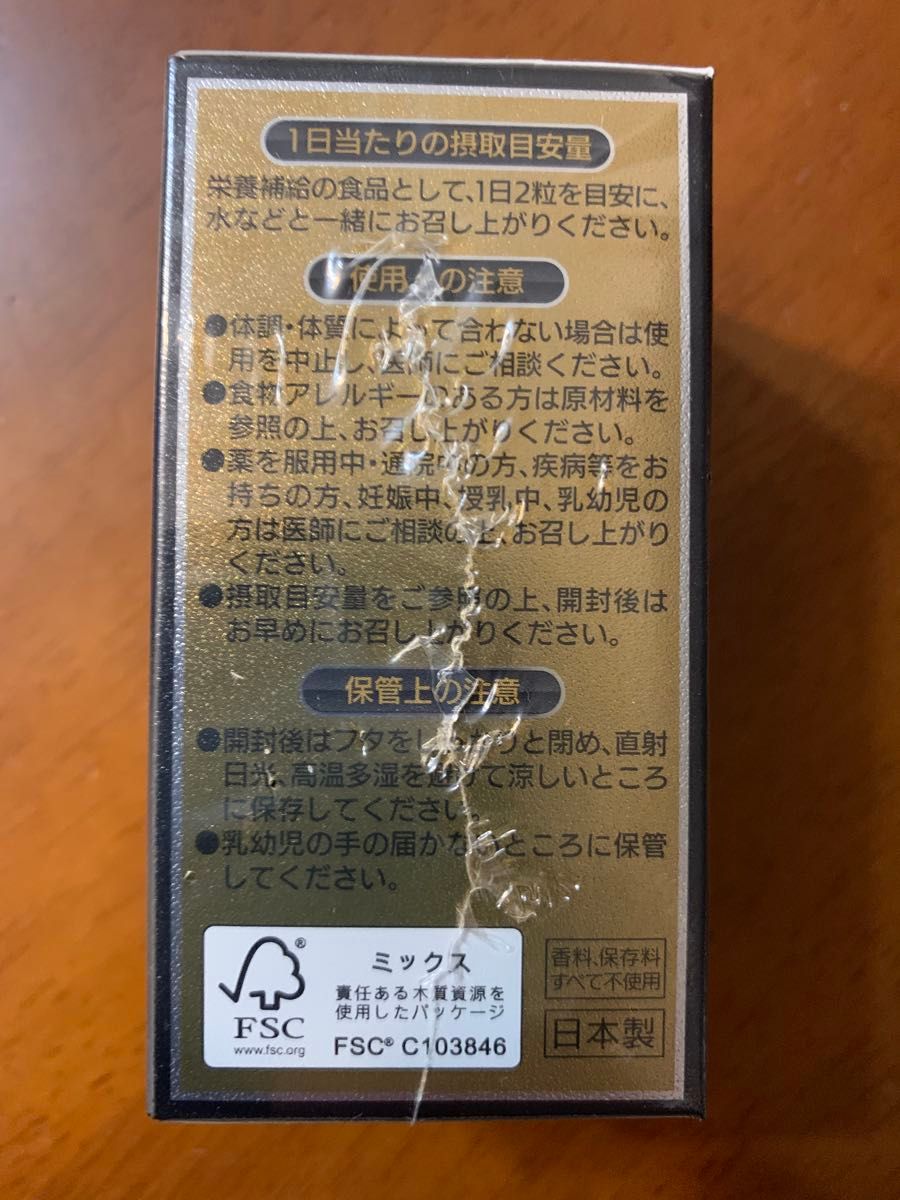 1日当たりの摂取目安量
栄養補給の食品として、1日2粒を目安に、
水などと一緒にお召し上がりください。
使用上の注意
●体調・体質によって合わない場合は使
用を中止し、医師にご相談ください。
●食物アレルギーのある方は原材料を
参照の上、お召し上がりください。
●薬を服用中・通院中の方、疾病等をお
持ちの方、妊娠中、授乳中、乳幼児の
方は医師にご相談の上、お召し上がり
ください。
●摂取目安量をご参照の上、開封後は
お早めにお召し上がりください。
保管上の注意
●開封後はフタをしっかりと閉め、直射
日光、高温多湿を避けて涼しいところ
に保存してください。
●乳幼児の手の届かないところに保管
してください。
®
FSC
www.fsc.org
ミックス
責任ある木質資源を
使用したパッケージ
FSC® C103846
香料、保存料
すべて不使用
日本製